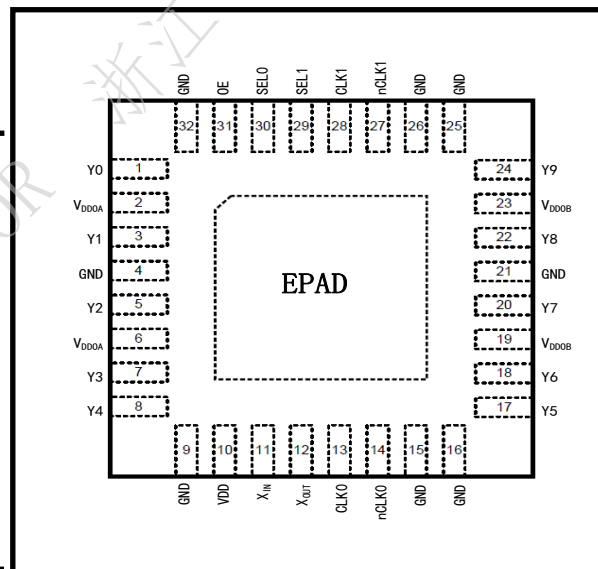 浙江
OR
GND OE SEL0 SEL1 CLK1 nCLK1 GND GND
32 31 30 29 28 27 26 25
Y0 1 24 Y9
VDDOA 2 23 VDDOB
Y1 3 22 Y8
GND 4 21 GND
EPAD
Y2 5 20 Y7
VDDOA 6 19 VDDOB
Y3 7 18 Y6
Y4 8 17 Y5
9 10 11 12 13 14 15 16
GND VDD XIN XOUT CLK0 nCLK0 GND GND